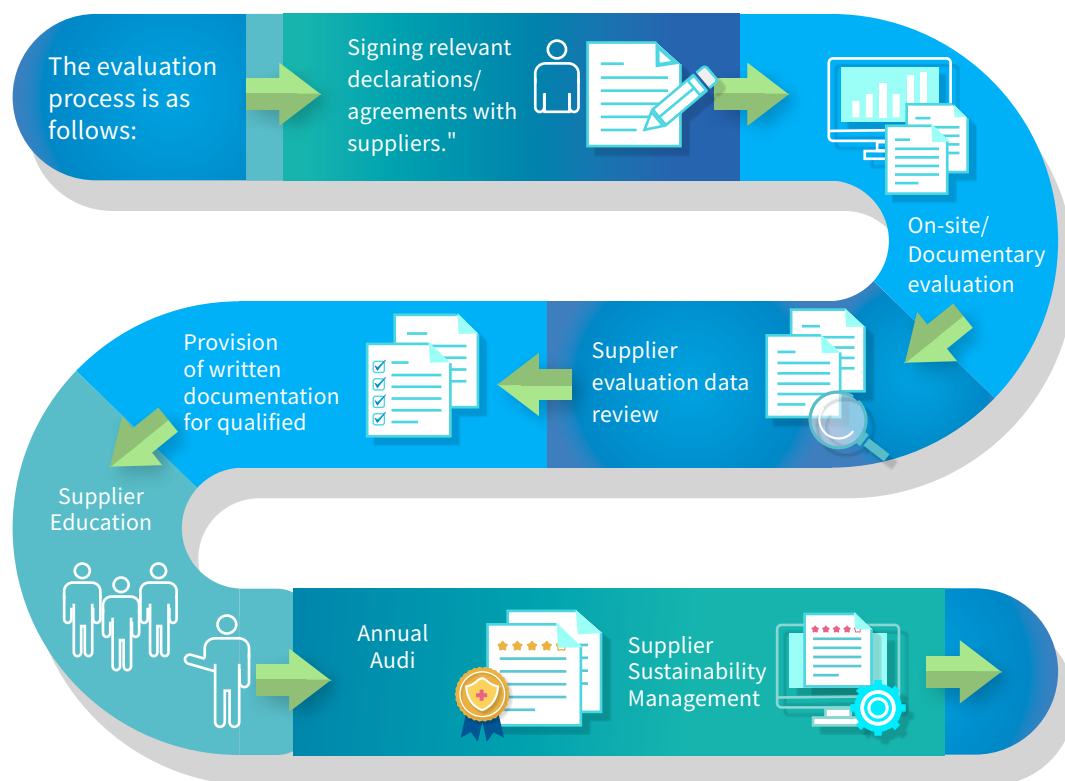 The evaluation
process is as
follows:
Signing relevant
declarations/
agreements with
suppliers."
On-site/
Documentary
evaluation
Supplier
evaluation data
review
Provision
of written
documentation
for qualified
Supplier
Education
Annual
Audi
Supplier
Sustainability
Management